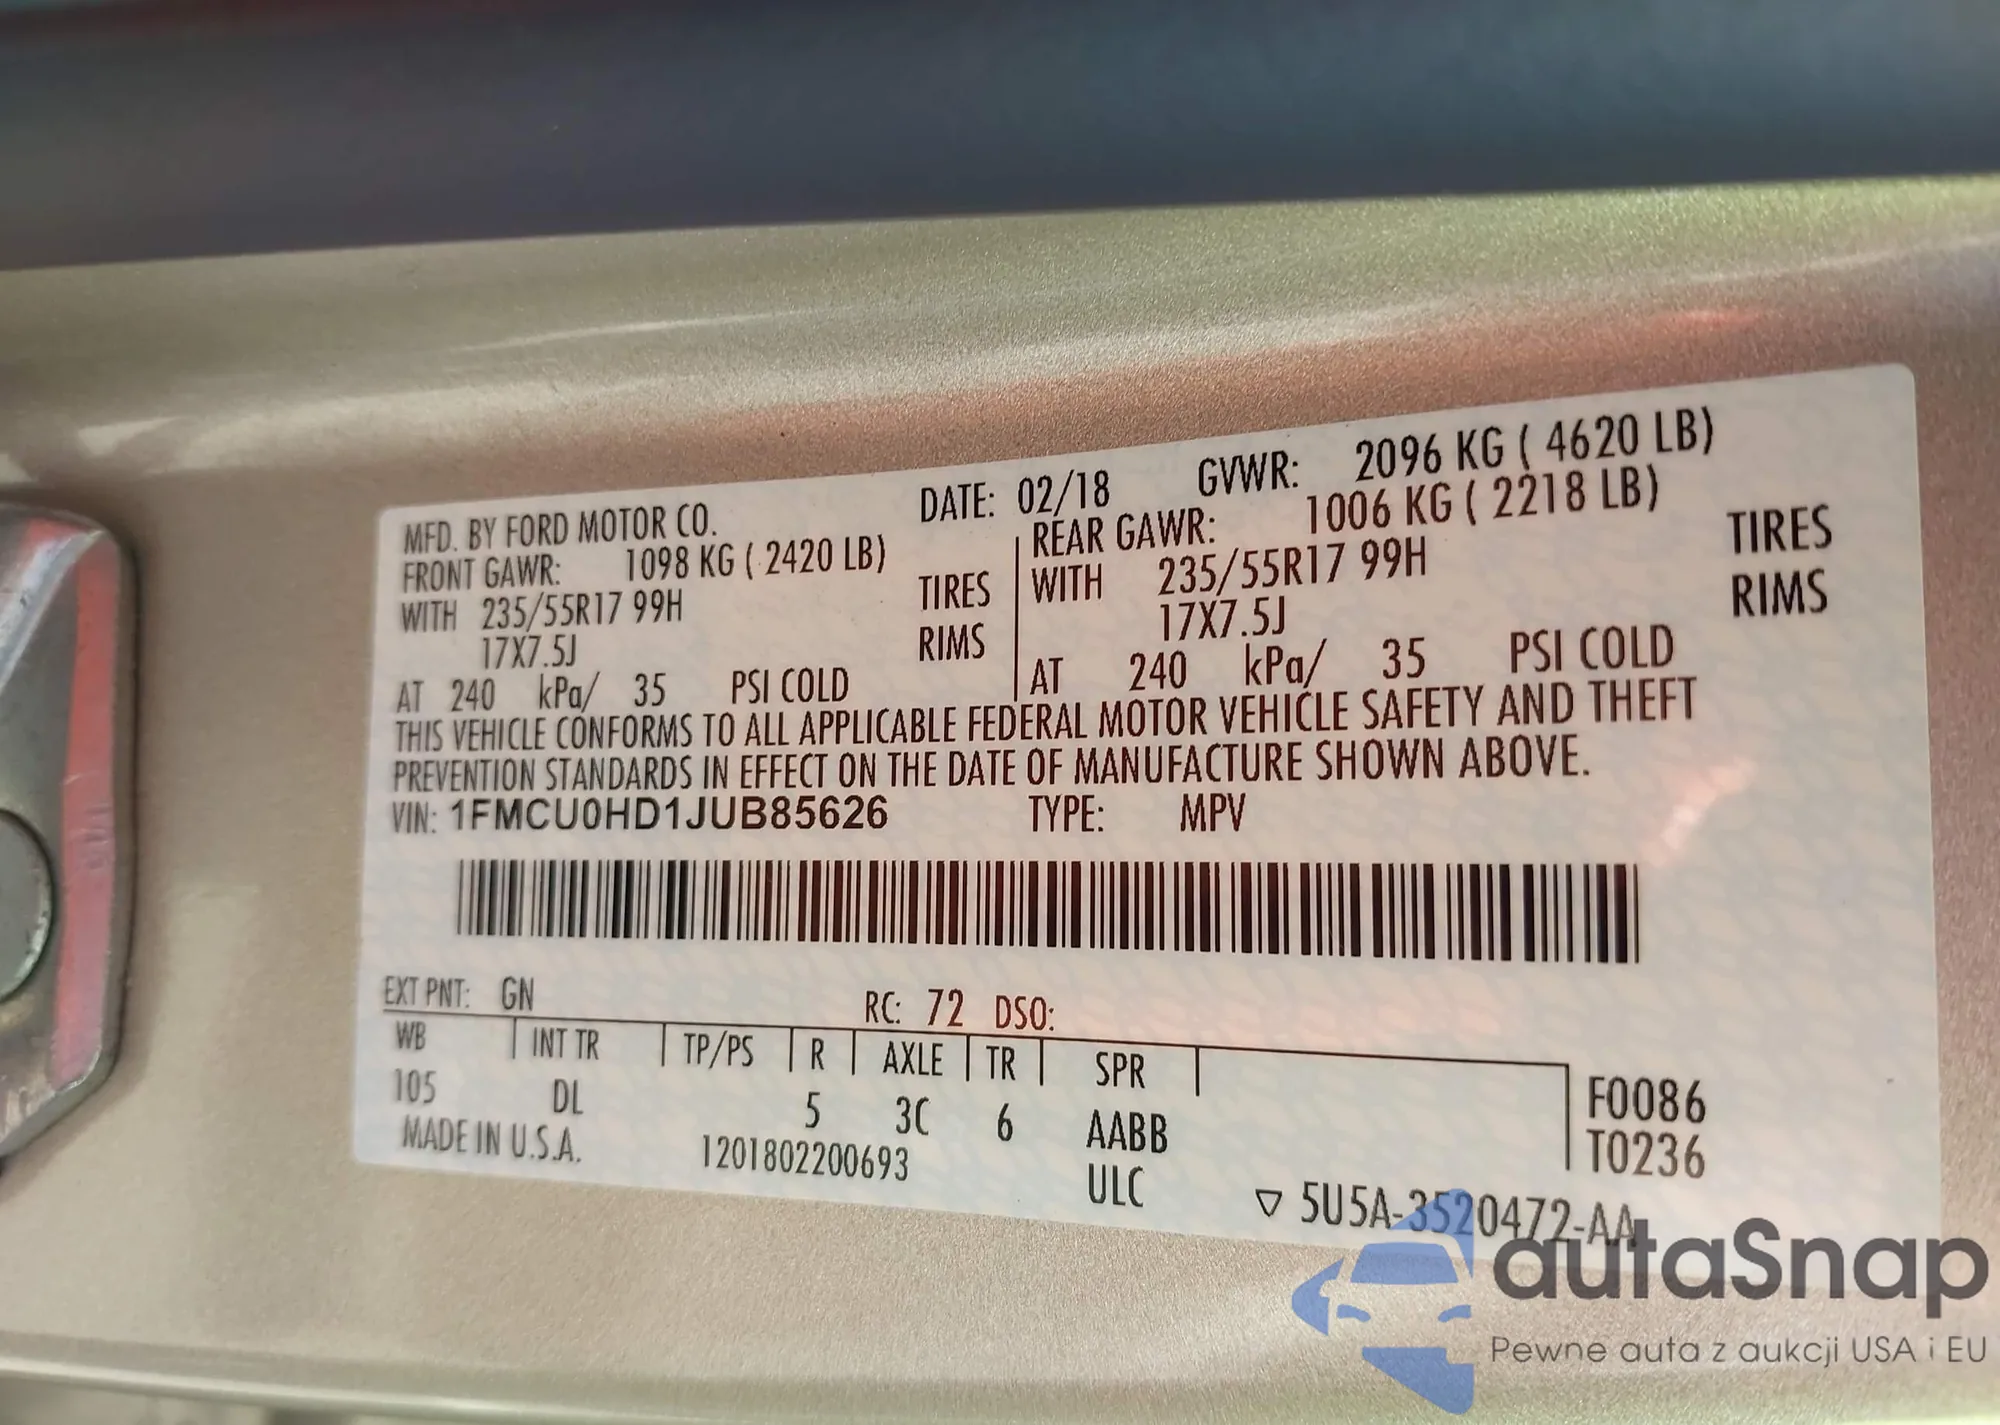 MFD. BY FORD MOTOR CO. DATE: 02/18 GVWR: 2096 KG ( 4620 LB)
FRONT GAWR: 1098 KG ( 2420 LB) REAR GAWR: 1006 KG ( 2218 LB)
WITH 235/55R17 99H TIRES WITH 235/55R17 99H TIRES
17X7.5J RIMS 17X7.5J RIMS
AT 240 kPa/ 35 PSI COLD AT 240 kPa/ 35 PSI COLD
THIS VEHICLE CONFORMS TO ALL APPLICABLE FEDERAL MOTOR VEHICLE SAFETY AND THEFT
PREVENTION STANDARDS IN EFFECT ON THE DATE OF MANUFACTURE SHOWN ABOVE.
VIN: 1FMCU0HD1JUB85626 TYPE: MPV
EXT PNT: GN RC: 72 DSO:
WB INT TR TP/PS R AXLE TR SPR
105 DL 5 3C 6 AABB F0086
MADE IN U.S.A. 1201802200693 ULC T0236
▽ 5U5A-3520472-AA
autaSnap
Pewne auta z aukcji USA i EU